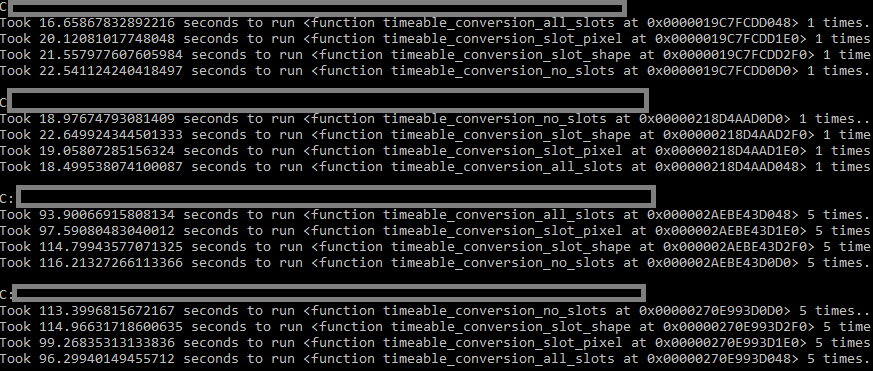 C
Took 16.65867832892216 seconds to run <function timeable_conversion_all_slots at 0x0000019C7FCDD048> 1 times..
Took 20.12081017748048 seconds to run <function timeable_conversion_slot_pixel at 0x0000019C7FCDD1E0> 1 times
Took 21.557977607605984 seconds to run <function timeable_conversion_slot_shape at 0x0000019C7FCDD2F0> 1 time
Took 22.541124240418497 seconds to run <function timeable_conversion_no_slots at 0x0000019C7FCDD0D0> 1 times.
C
Took 18.97674793081409 seconds to run <function timeable_conversion_no_slots at 0x00000218D4AAD0D0> 1 times..
Took 22.649924344501333 seconds to run <function timeable_conversion_slot_shape at 0x00000218D4AAD2F0> 1 time
Took 19.05807285156324 seconds to run <function timeable_conversion_slot_pixel at 0x00000218D4AAD1E0> 1 times
Took 18.499538074100087 seconds to run <function timeable_conversion_all_slots at 0x00000218D4AAD048> 1 times
C:
Took 93.90066915808134 seconds to run <function timeable_conversion_all_slots at 0x000002AEBE43D048> 5 times.
Took 97.59080483040012 seconds to run <function timeable_conversion_slot_pixel at 0x000002AEBE43D1E0> 5 times
Took 114.79943577071325 seconds to run <function timeable_conversion_slot_shape at 0x000002AEBE43D2F0> 5 time
Took 116.21327266113366 seconds to run <function timeable_conversion_no_slots at 0x000002AEBE43D0D0> 5 times.
C:
Took 113.3996815672167 seconds to run <function timeable_conversion_no_slots at 0x00000270E993D0D0> 5 times..
Took 114.96631718600635 seconds to run <function timeable_conversion_slot_shape at 0x00000270E993D2F0> 5 time
Took 99.26835313133836 seconds to run <function timeable_conversion_slot_pixel at 0x00000270E993D1E0> 5 times
Took 96.29940149455712 seconds to run <function timeable_conversion_all_slots at 0x00000270E993D048> 5 times.